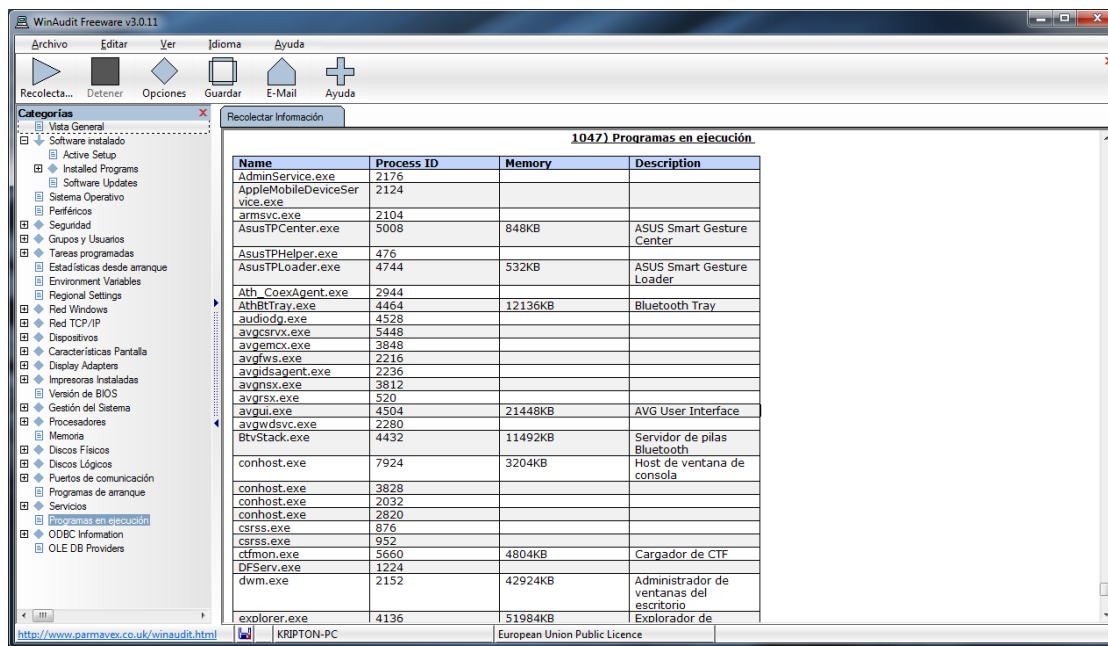 WinAudit Freeware v3.0.11
Archivo Editar Ver Idioma Ayuda
Recolecta... Detener Opciones Guardar E-Mail Ayuda
Categorías
Vista General
Software instalado
Active Setup
Installed Programs
Software Updates
Sistema Operativo
Periféricos
Seguridad
Grupos y Usuarios
Tareas programadas
Estadísticas desde arranque
Environment Variables
Regional Settings
Red Windows
Red TCP/IP
Dispositivos
Características Pantalla
Display Adapters
Impresoras Instaladas
Versión de BIOS
Gestión del Sistema
Procesadores
Memoria
Discos Físicos
Discos Lógicos
Puertos de comunicación
Programas de arranque
Servicios
Programas en ejecución
ODBC Information
OLE DB Providers
Recolectar Información
1047) Programas en ejecución
Name Process ID Memory Description
AdminService.exe 2176
AppleMobileDeviceSer 2124
vice.exe
armsvc.exe 2104
AsusTPCenter.exe 5008 848KB ASUS Smart Gesture
Center
AsusTPHelper.exe 476
AsusTPLoader.exe 4744 532KB ASUS Smart Gesture
Loader
Ath_CoexAgent.exe 2944
AthBtTray.exe 4464 12136KB Bluetooth Tray
audiodg.exe 4528
avgcsrvx.exe 5448
avgemcx.exe 3848
avgfws.exe 2216
avgidsagent.exe 2236
avgnsx.exe 3812
avgrsx.exe 520
avgui.exe 4504 21448KB AVG User Interface
avgwdsvc.exe 2280
BtvStack.exe 4432 11492KB Servidor de pilas
Bluetooth
conhost.exe 7924 3204KB Host de ventana de
consola
conhost.exe 3828
conhost.exe 2032
conhost.exe 2820
csrss.exe 876
csrss.exe 952
ctfmon.exe 5660 4804KB Cargador de CTF
DFServ.exe 1224
dwm.exe 2152 42924KB Administrador de
ventanas del
escritorio
explorer.exe 4136 51984KB Explorador de
http://www.parmavex.co.uk/winaudit.html KRIPTON-PC European Union Public Licence